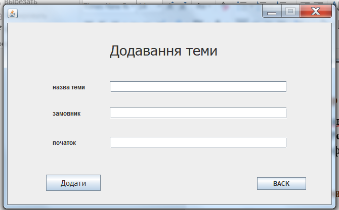 Додавання теми
назва теми
замовник
початок
Додати
BACK